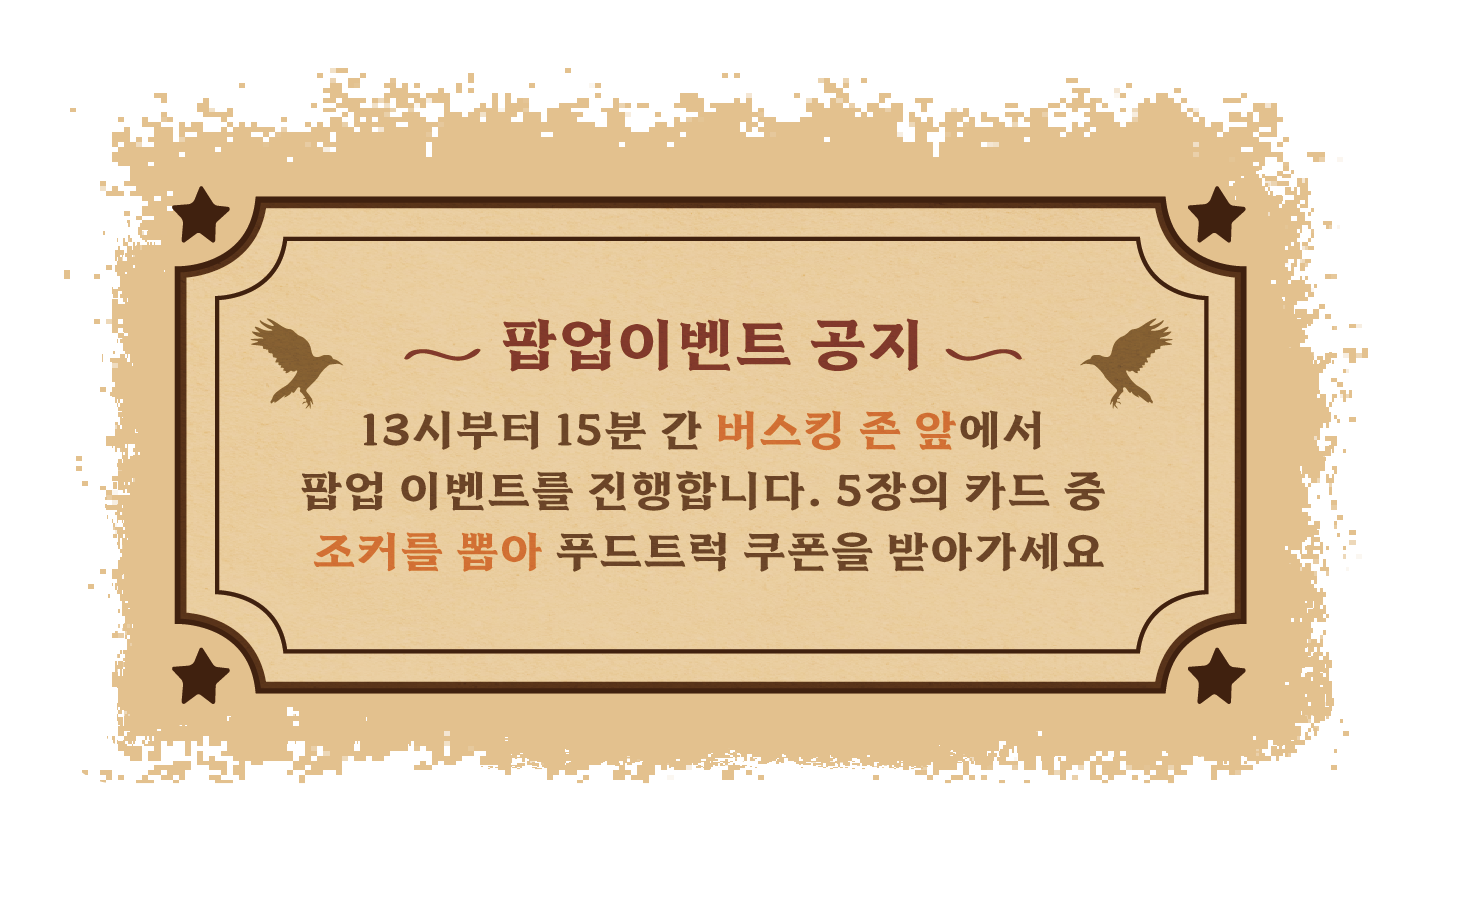 팝업이벤트 공지
13시부터 15분 간 버스킹 존 앞에서
팝업 이벤트를 진행합니다. 5장의 카드 중
조커를 뽑아 푸드트럭 쿠폰을 받아가세요